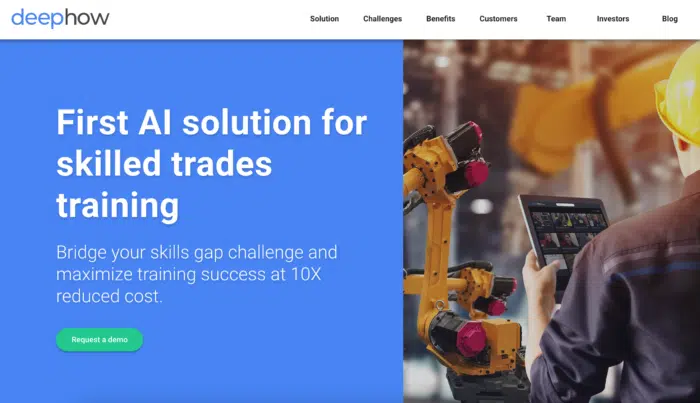 deephow
Solution Challenges Benefits Customers Team Investors Blog
First AI solution for
skilled trades
training
Bridge your skills gap challenge and
maximize training success at 10X
reduced cost.
Request a demo